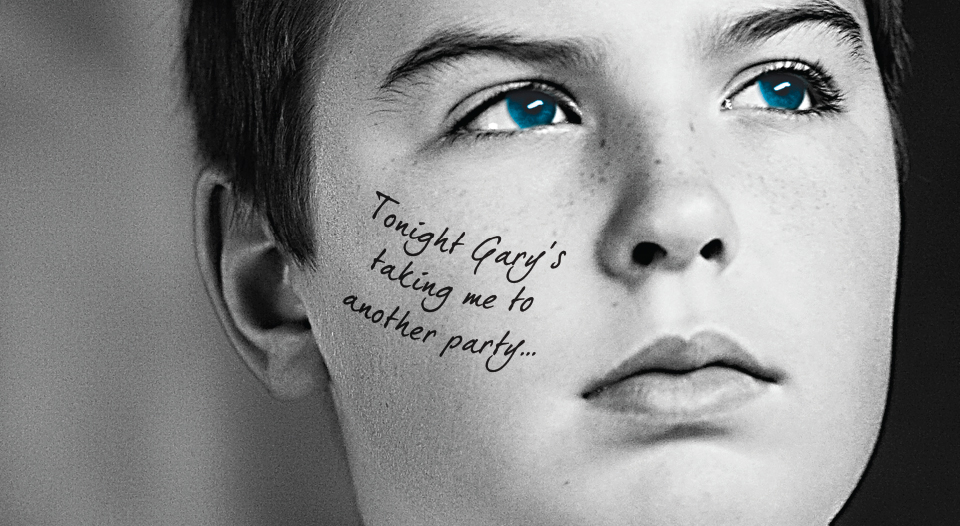 Tonight Gary's
taking me to
another party...